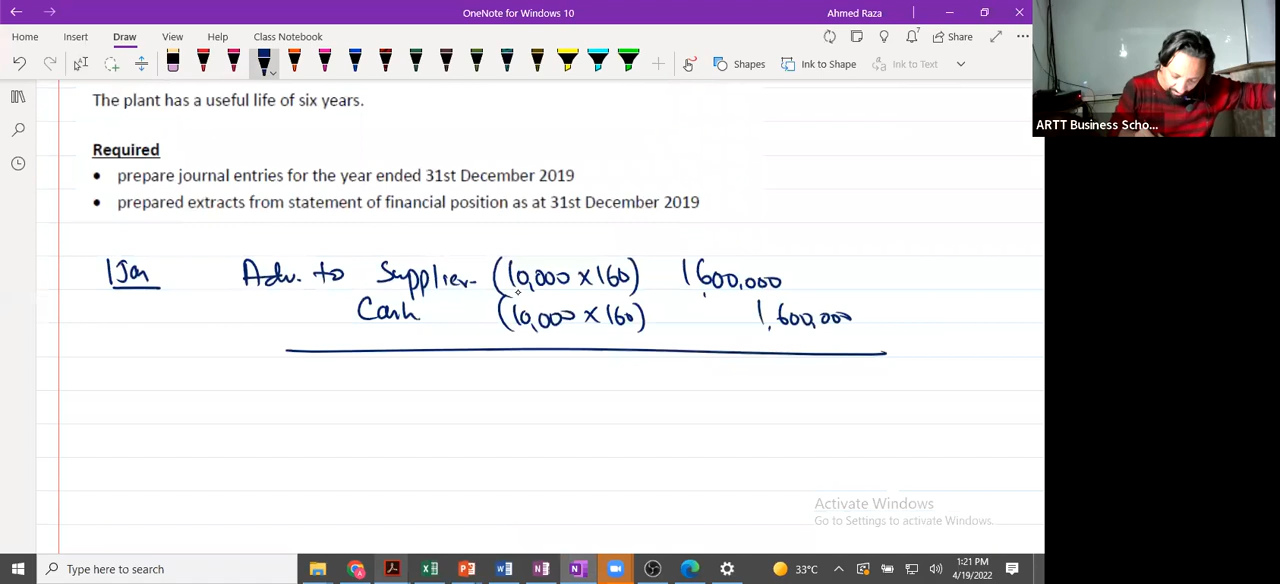 OneNote for Windows 10
Ahmed Raza
Home Insert Draw View Help Class Notebook
Share
Shapes Ink to Shape Ink to Text
The plant has a useful life of six years.
ARTT Business Scho...
Required
• prepare journal entries for the year ended 31st December 2019
• prepared extracts from statement of financial position as at 31st December 2019
1 Jan Adv. to Supplier (10,000 x 160) 1,600,000
Cash (10,000 x 160) 1,600,000
Activate Windows
Go to Settings to activate Windows.
Type here to search
33°C
1:21 PM
4/19/2022